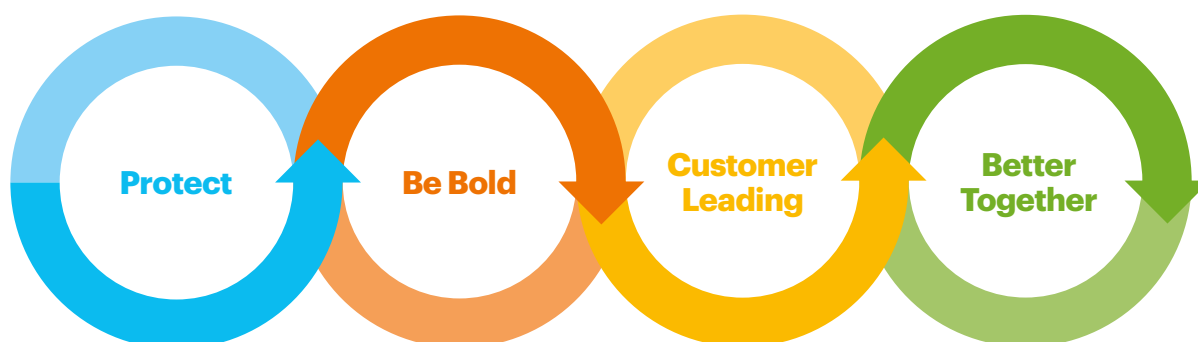 Protect
Be Bold
Customer
Leading
Better
Together